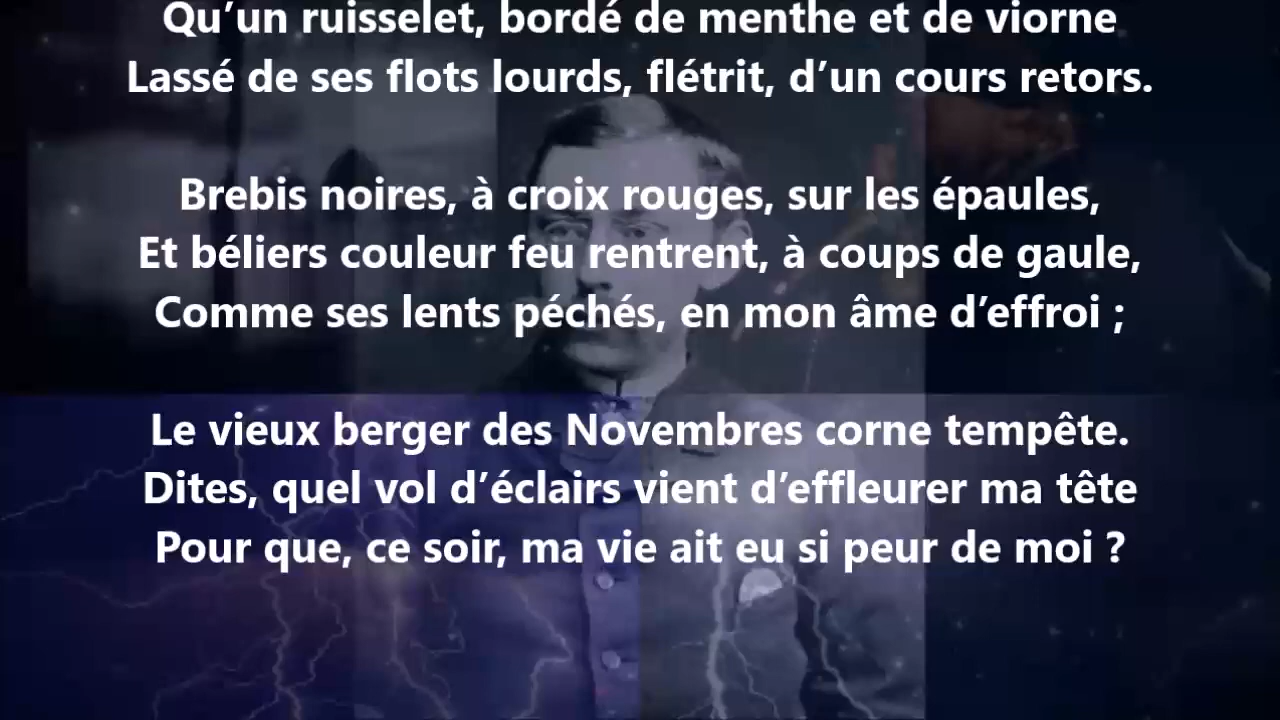 Qu’un ruisselet, bordé de menthe et de viorne
Lassé de ses flots lourds, flétrit, d’un cours retors.
Brebis noires, à croix rouges, sur les épaules,
Et béliers couleur feu rentrent, à coups de gaule,
Comme ses lents péchés, en mon âme d’effroi ;
Le vieux berger des Novembres corne tempête.
Dites, quel vol d’éclairs vient d’effleurer ma tête
Pour que, ce soir, ma vie ait eu si peur de moi ?